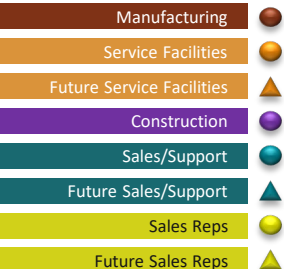 Manufacturing
Service Facilities
Future Service Facilities
Construction
Sales/Support
Future Sales/Support
Sales Reps
Future Sales Reps